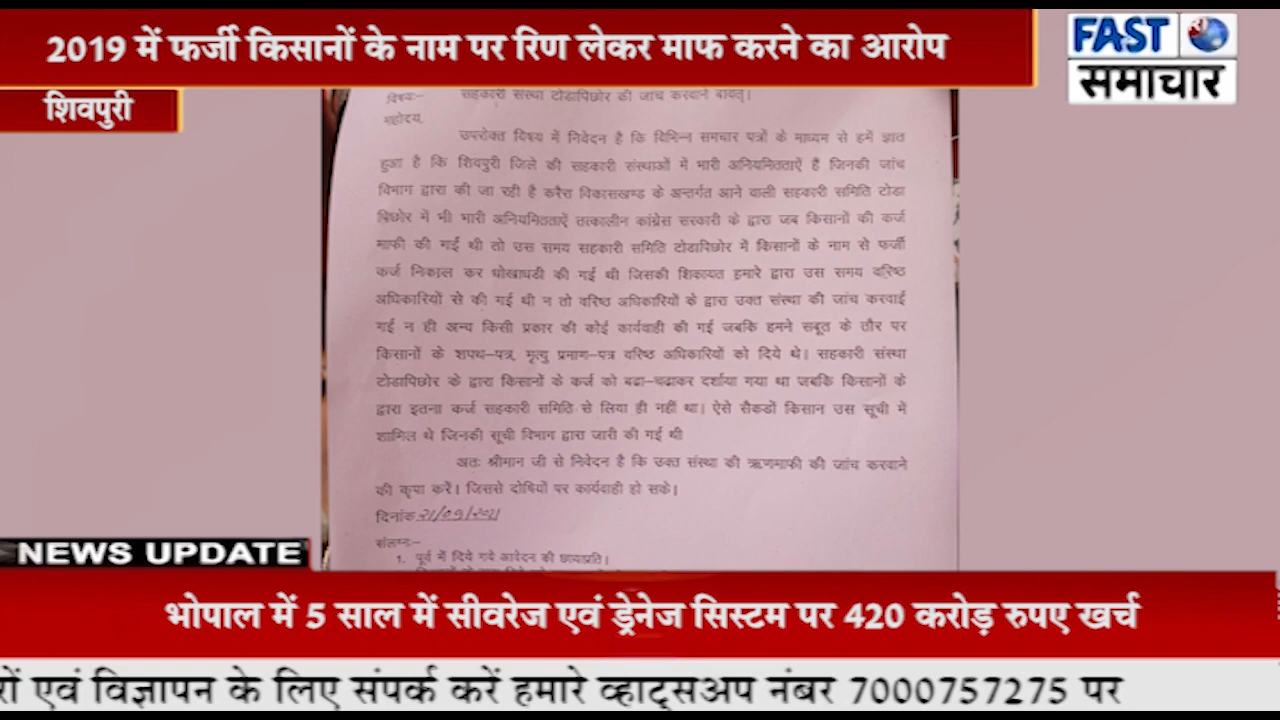 2019 में फर्जी किसानों के नाम पर रिण लेकर माफ करने का आरोप
FAST
समाचार
शिवपुरी
विषयः– सहकारी संस्था टोडापिछोर की जांच करवाने बावत्।
महोदय,
उपरोक्त विषय में निवेदन है कि विभिन्न समचार पत्रों के माध्यम से हमें ज्ञात
हुआ है कि शिवपुरी जिले की सहकारी संस्थाओं में भारी अनियमितताऐं हैं जिनकी जांच
विभाग द्वारा की जा रही है करैरा विकासखण्ड के अन्तर्गत आने वाली सहकारी समिति टोडा
पिछोर में भी भारी अनियमितताऐं तत्कालीन कांग्रेस सरकारी के द्वारा जब किसानों की कर्ज
माफी की गई थी तो उस समय सहकारी समिति टोडापिछोर में किसानों के नाम से फर्जी
कर्ज निकाल कर धोखाधडी की गई थी जिसकी शिकायत हमारे द्वारा उस समय वरिष्ठ
अधिकारियों से की गई थी न तो वरिष्ठ अधिकारियों के द्वारा उक्त संस्था की जांच करवाई
गई न ही अन्य किसी प्रकार की कोई कार्यवाही की गई जबकि हमने सबूत के तौर पर
किसानों के शपथ–पत्र, मृत्यु प्रमाण–पत्र वरिष्ठ अधिकारियों को दिये थे। सहकारी संस्था
टोडापिछोर के द्वारा किसानों के कर्ज को बढा–चढाकर दर्शाया गया था जबकि किसानों के
द्वारा इतना कर्ज सहकारी समिति से लिया ही नहीं था। ऐसे सैकडों किसान उस सूची में
शामिल थे जिनकी सूची विभाग द्वारा जारी की गई थी
अतः श्रीमान जी से निवेदन है कि उक्त संस्था की ऋणमाफी की जांच करवाने
की कृपा करें। जिससे दोषियों पर कार्यवाही हो सके।
दिनांक
संलग्नः–
1. पूर्व में दिये गये आवेदन की छायाप्रति।
NEWS UPDATE
भोपाल में 5 साल में सीवरेज एवं ड्रेनेज सिस्टम पर 420 करोड़ रुपए खर्च
रों एवं विज्ञापन के लिए संपर्क करें हमारे व्हाट्सअप नंबर 7000757275 पर